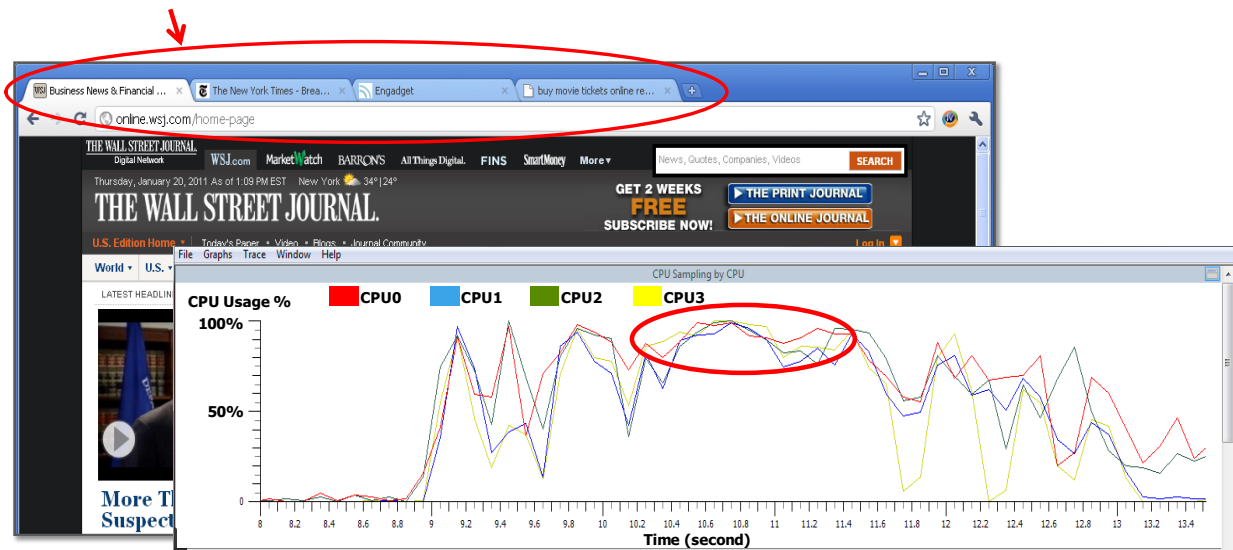 Business News & Financial ...
The New York Times - Brea...
Engadget
buy movie tickets online re...
online.wsj.com/home-page
THE WALL STREET JOURNAL.
Digital Network
WSJ.com MarketWatch BARRON'S All Things Digital. FINS SmartMoney More
News, Quotes, Companies, Videos
SEARCH
Thursday, January 20, 2011 As of 1:09 PM EST New York 34º|24º
THE WALL STREET JOURNAL.
GET 2 WEEKS
FREE
SUBSCRIBE NOW!
THE PRINT JOURNAL
THE ONLINE JOURNAL
U.S. Edition Home Today's Paper • Video • Blogs • Journal Community Log In
World U.S.
LATEST HEADLIN
More T
Suspect
File Graphs Trace Window Help
CPU Sampling by CPU
CPU Usage % CPU0 CPU1 CPU2 CPU3
100%
50%
0
8 8.2 8.4 8.6 8.8 9 9.2 9.4 9.6 9.8 10 10.2 10.4 10.6 10.8 11 11.2 11.4 11.6 11.8 12 12.2 12.4 12.6 12.8 13 13.2 13.4
Time (second)